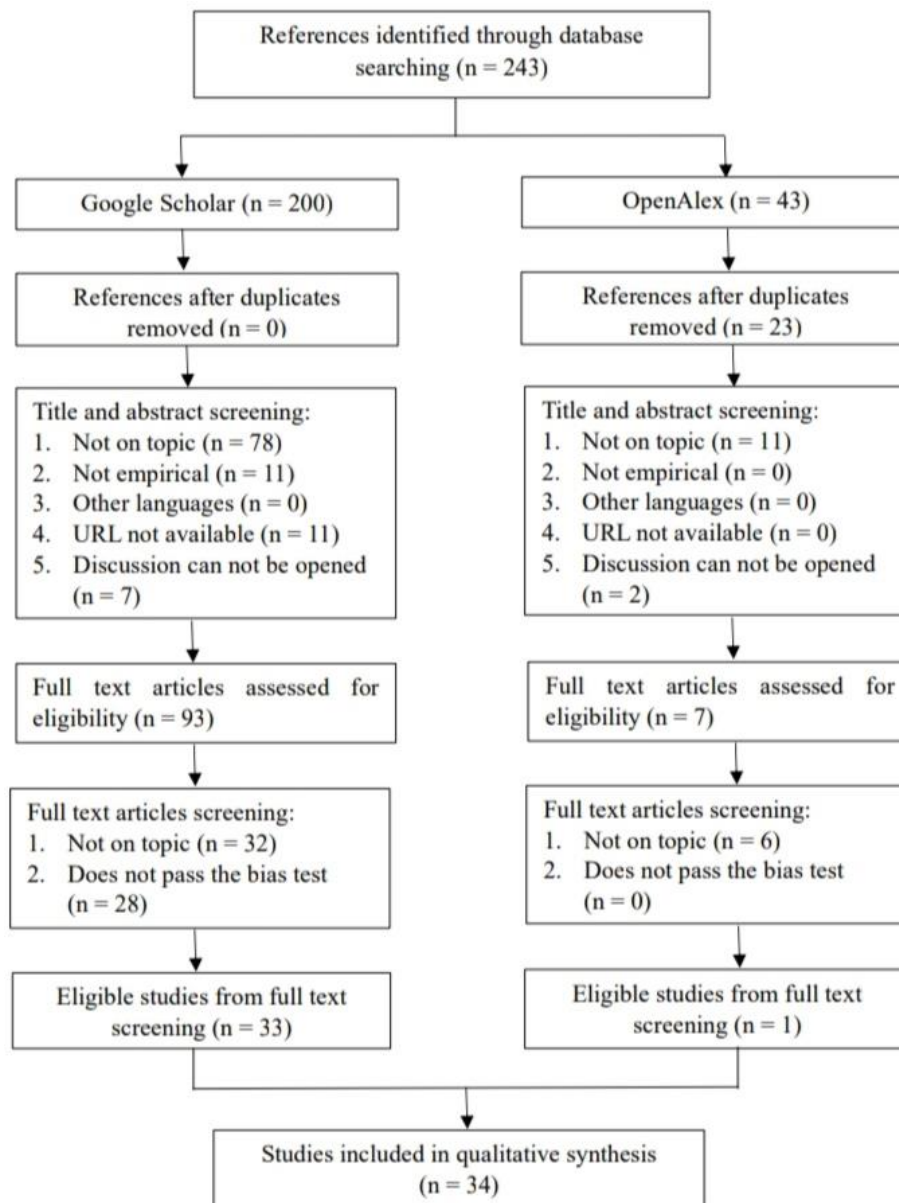 References identified through database
searching (n = 243)
Google Scholar (n = 200)
OpenAlex (n = 43)
References after duplicates
removed (n = 0)
References after duplicates
removed (n = 23)
Title and abstract screening:
1. Not on topic (n = 78)
2. Not empirical (n = 11)
3. Other languages (n = 0)
4. URL not available (n = 11)
5. Discussion can not be opened
(n = 7)
Title and abstract screening:
1. Not on topic (n = 11)
2. Not empirical (n = 0)
3. Other languages (n = 0)
4. URL not available (n = 0)
5. Discussion can not be opened
(n = 2)
Full text articles assessed for
eligibility (n = 93)
Full text articles assessed for
eligibility (n = 7)
Full text articles screening:
1. Not on topic (n = 32)
2. Does not pass the bias test
(n = 28)
Full text articles screening:
1. Not on topic (n = 6)
2. Does not pass the bias test
(n = 0)
Eligible studies from full text
screening (n = 33)
Eligible studies from full text
screening (n = 1)
Studies included in qualitative synthesis
(n = 34)